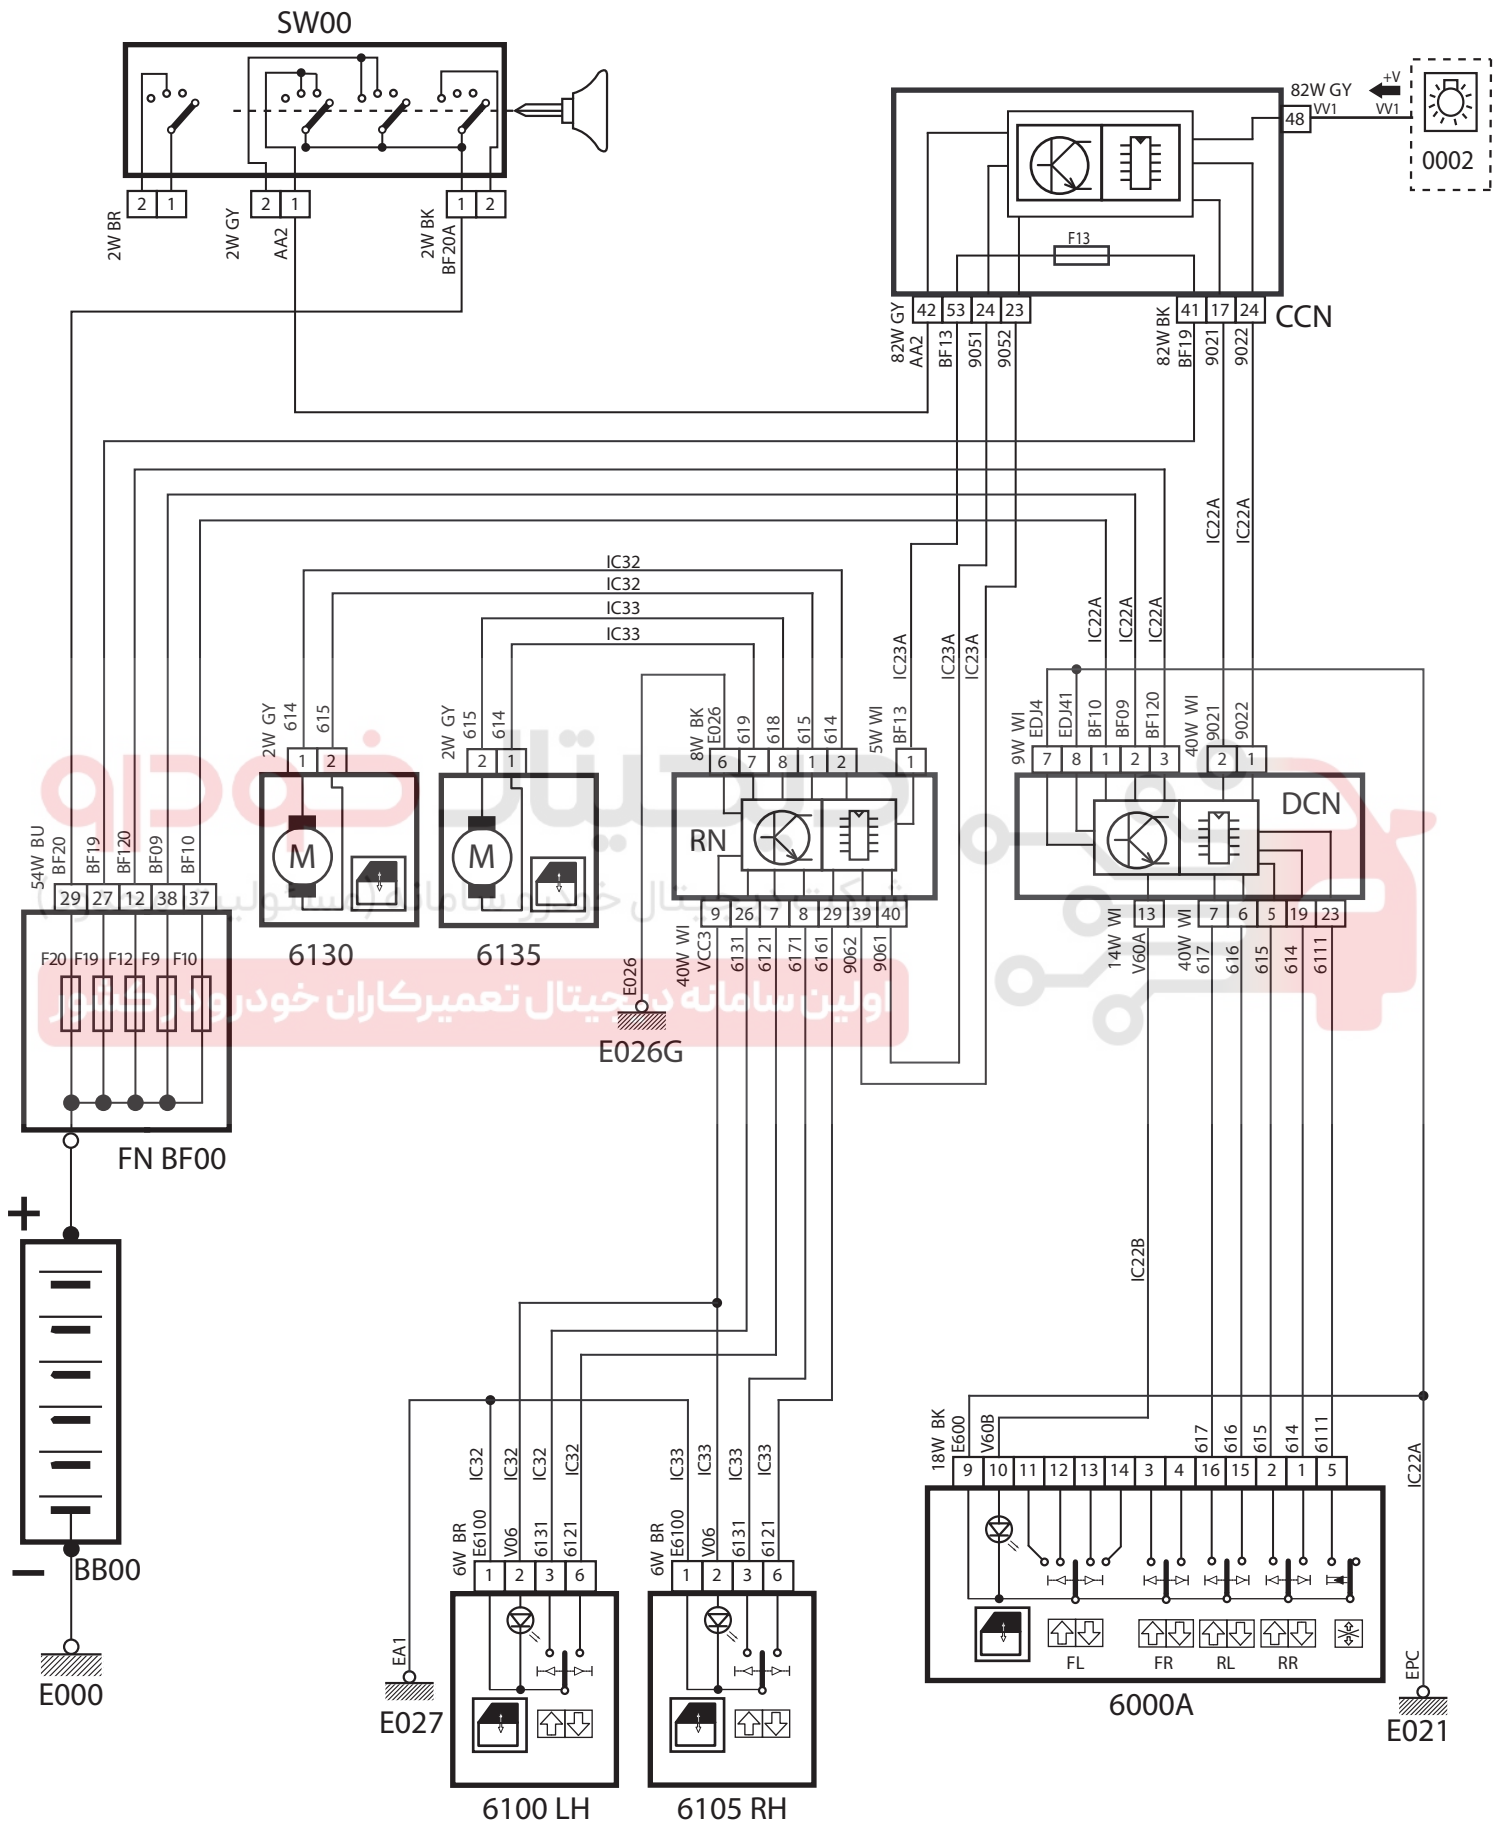 SW00
2 1
2 1
1 2
2W BR
2W GY
AA2
2W BK
BF20A
F13
48
82W GY
+V
VV1
VV1
0002
42 53 24 23
41 17 24
CCN
82W GY
AA2
BF13
9051
9052
82W BK
BF19
9021
9022
IC22A
IC22A
IC32
IC32
IC33
IC33
IC23A
IC23A
IC23A
IC22A
IC22A
IC22A
2W GY
614
615
2W GY
615
614
8W BK
E026
619
618
615
614
5W WI
BF13
9W WI
EDJ4
EDJ41
BF10
BF09
BF120
40W WI
9021
9022
1 2
2 1
6 7 8 1 2
1
7 8 1 2 3
2 1
دیجیتال خودرو
M
M
RN
DCN
54W BU
BF20
BF19
BF120
BF09
BF10
29 27 12 38 37
شرکت دیجیتال خودرو سامانه (مسئولیت
9 26 7 8 29 39 40
13
7 6 5 19 23
6130
6135
40W WI
VCC3
6131
6121
6171
6161
9062
9061
14W WI
V60A
40W WI
617
616
615
614
6111
F20 F19 F12 F9 F10
E026
اولین سامانه دیجیتال تعمیرکاران خودرو در کشور
E026G
FN BF00
+
IC22B
BB00
−
E000
IC32
IC32
IC32
IC32
IC33
IC33
IC33
IC33
6W BR
E6100
V06
6131
6121
6W BR
E6100
V06
6131
6121
1 2 3 6
1 2 3 6
EA1
E027
6100 LH
6105 RH
18W BK
E600
V60B
617
616
615
614
6111
IC22A
9 10 11 12 13 14 3 4 16 15 2 1 5
FL
FR
RL
RR
6000A
EPC
E021